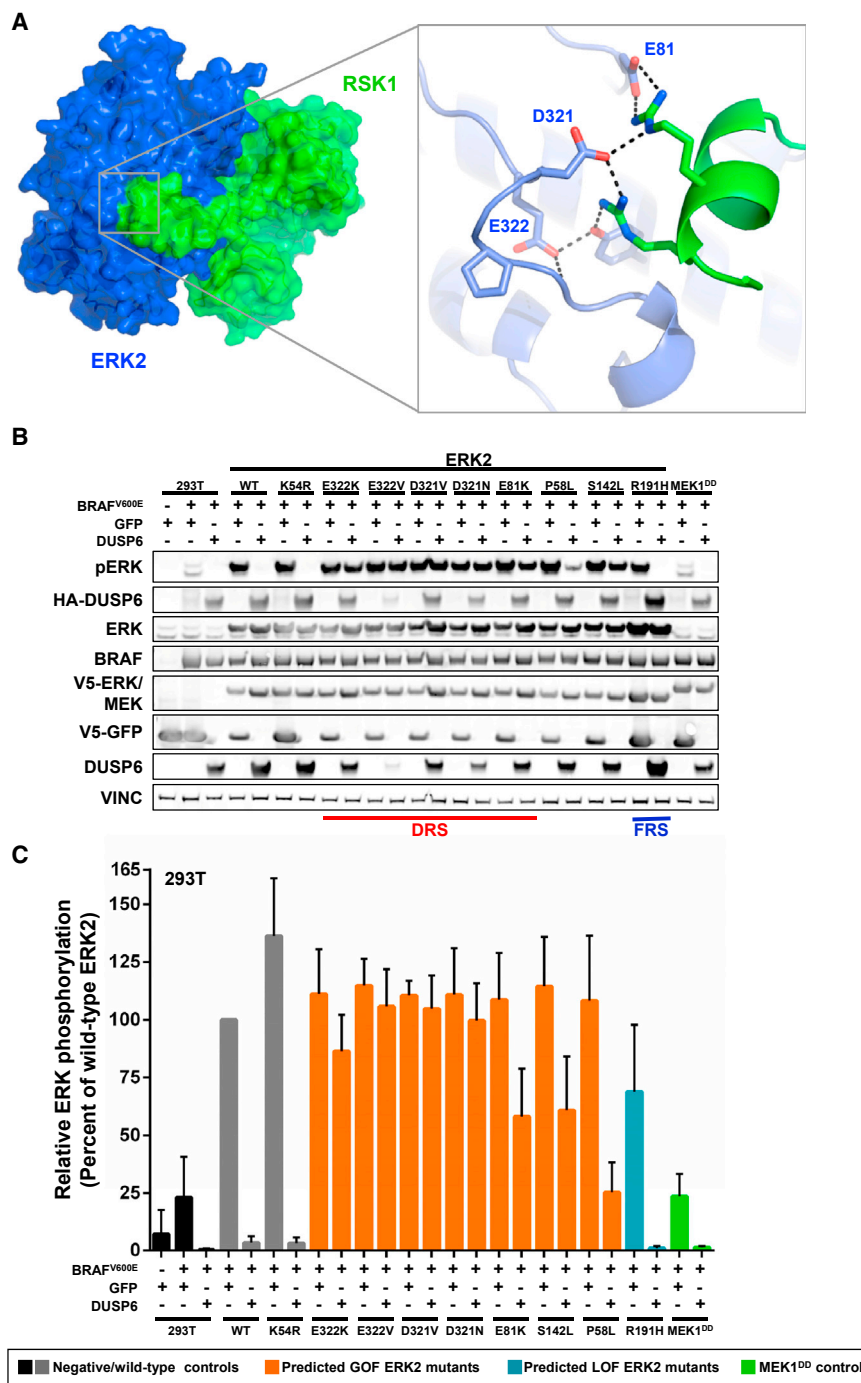 A
RSK1
ERK2
E81
D321
E322
B
ERK2
293T WT K54R E322K E322V D321V D321N E81K P58L S142L R191H MEK1DD
BRAFV600E - + + + + + + + + + + + + + + + + + + + + + + + +
GFP + + - + - + - + - + - + - + - + - + - + - + - + -
DUSP6 - - + - + - + - + - + - + - + - + - + - + - + - +
pERK
HA-DUSP6
ERK
BRAF
V5-ERK/
MEK
V5-GFP
DUSP6
VINC
DRS FRS
C
293T
Relative ERK phosphorylation
(Percent of wild-type ERK2)
165
150
125
100
75
50
25
0
BRAFV600E - + + + + + + + + + + + + + + + + + + + + + + + +
GFP + + - + - + - + - + - + - + - + - + - + - + - + -
DUSP6 - - + - + - + - + - + - + - + - + - + - + - + - +
293T WT K54R E322K E322V D321V D321N E81K S142L P58L R191H MEK1DD
Negative/wild-type controls Predicted GOF ERK2 mutants Predicted LOF ERK2 mutants MEK1DD control